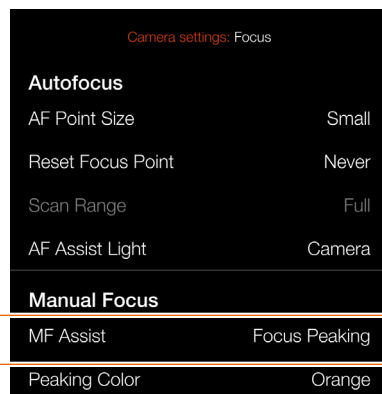 Camera settings: Focus
Autofocus
AF Point Size Small
Reset Focus Point Never
Scan Range Full
AF Assist Light Camera
Manual Focus
MF Assist Focus Peaking
Peaking Color Orange